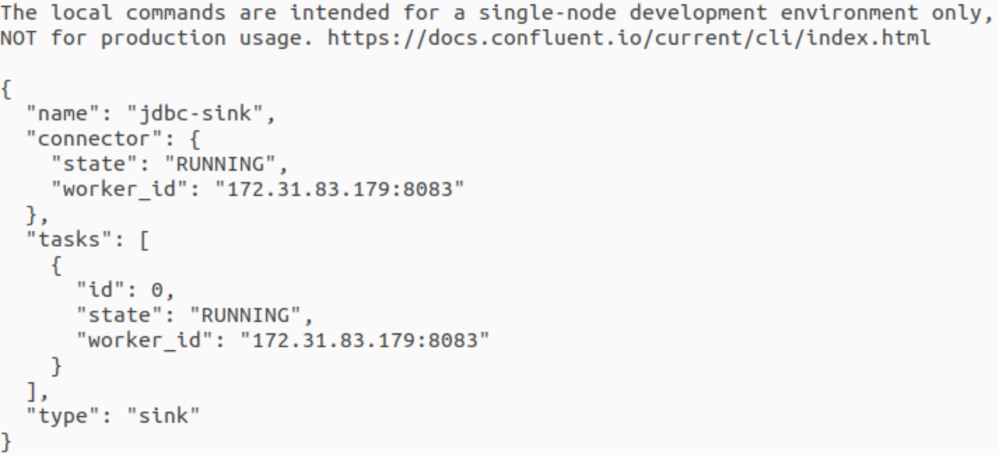 The local commands are intended for a single-node development environment only,
NOT for production usage. https://docs.confluent.io/current/cli/index.html

{
  "name": "jdbc-sink",
  "connector": {
    "state": "RUNNING",
    "worker_id": "172.31.83.179:8083"
  },
  "tasks": [
    {
      "id": 0,
      "state": "RUNNING",
      "worker_id": "172.31.83.179:8083"
    }
  ],
  "type": "sink"
}